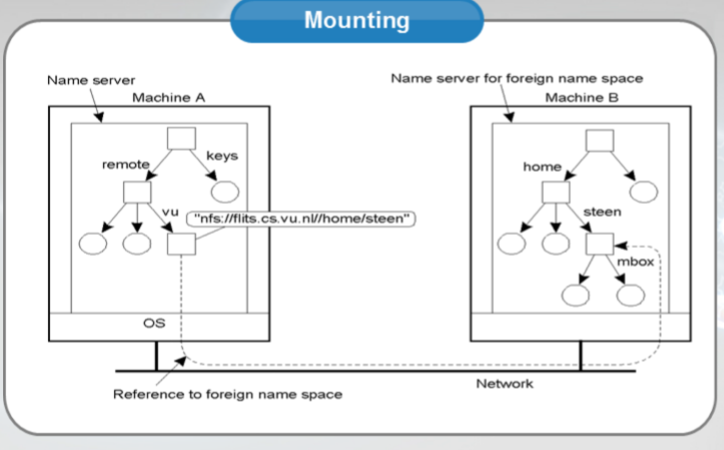 Mounting
Name server
Machine A
Name server for foreign name space
Machine B
remote
keys
vu
"nfs://flits.cs.vu.nl//home/steen"
home
steen
mbox
OS
Reference to foreign name space
Network